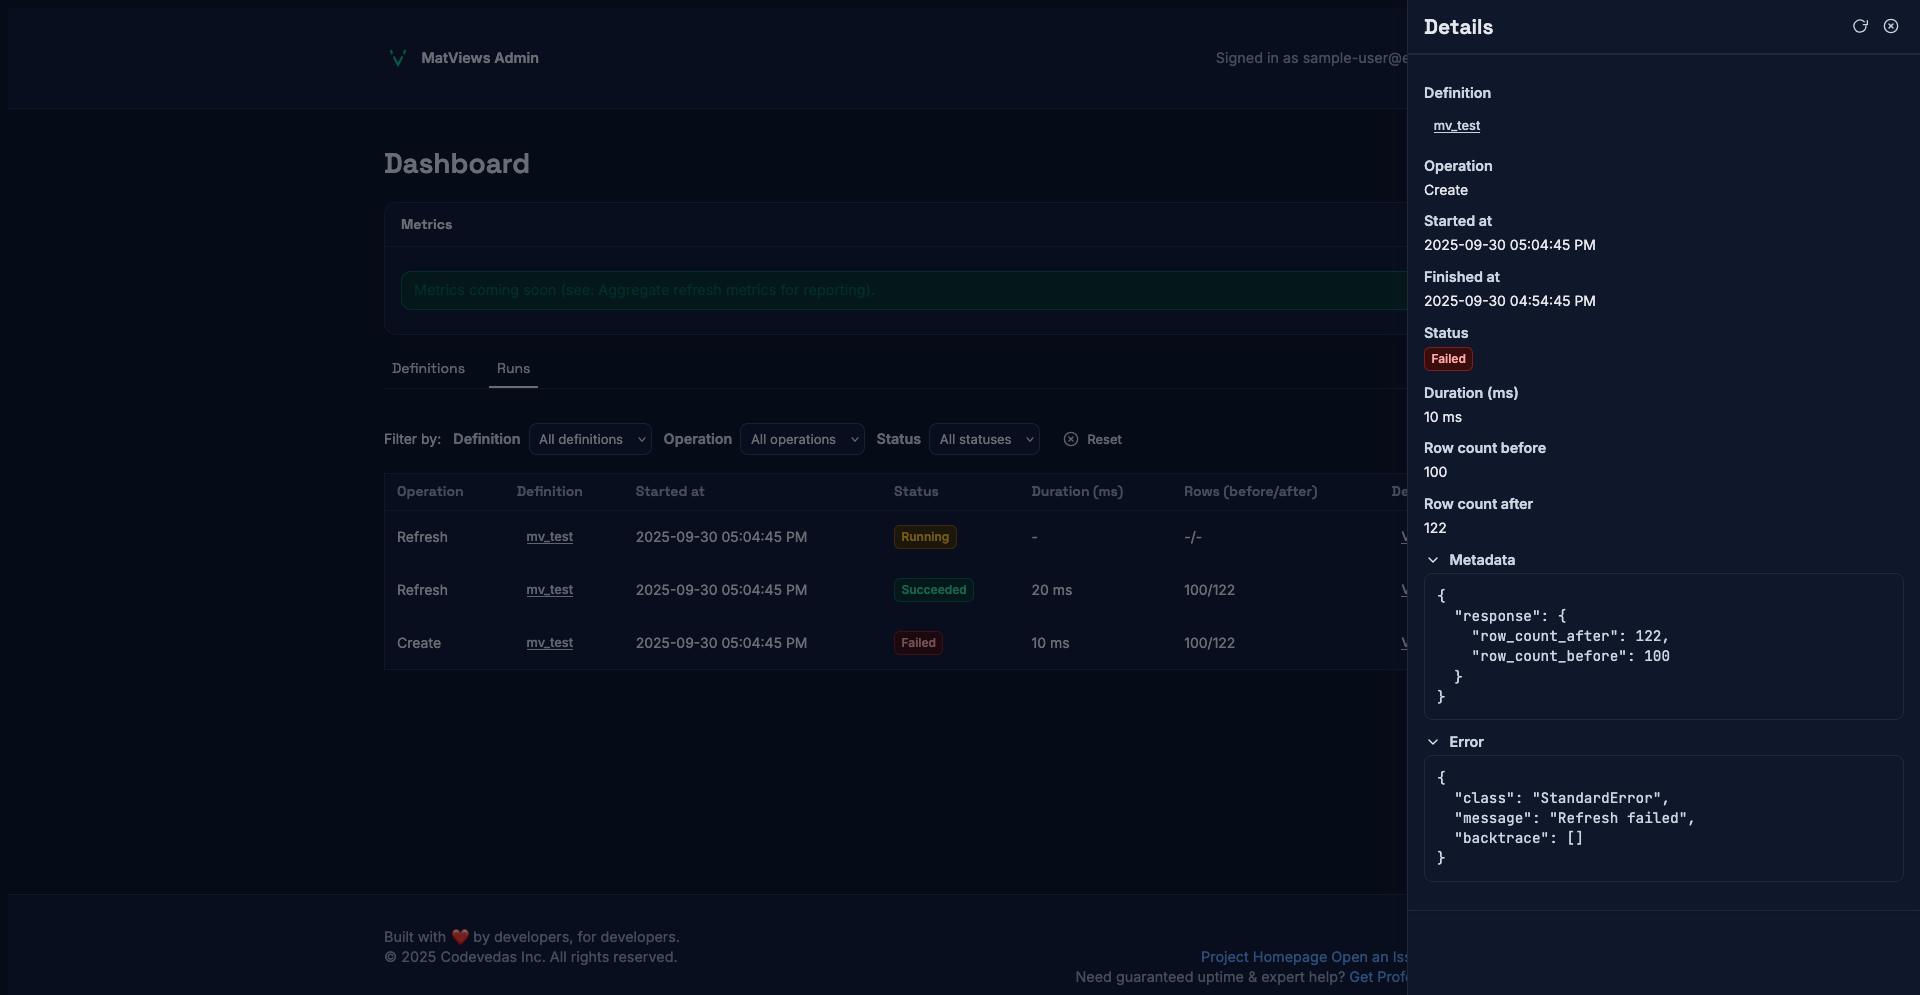 MatViews Admin
Signed in as sample-user@e
Dashboard
Metrics
Metrics coming soon (see: Aggregate refresh metrics for reporting).
Definitions Runs
Filter by: Definition All definitions Operation All operations Status All statuses Reset
Operation Definition Started at Status Duration (ms) Rows (before/after) De
Refresh mv_test 2025-09-30 05:04:45 PM Running - -/-
Refresh mv_test 2025-09-30 05:04:45 PM Succeeded 20 ms 100/122
Create mv_test 2025-09-30 05:04:45 PM Failed 10 ms 100/122
Built with ❤️ by developers, for developers.
© 2025 Codevedas Inc. All rights reserved.
Project Homepage Open an Iss
Need guaranteed uptime & expert help? Get Profe
Details
Definition
mv_test
Operation
Create
Started at
2025-09-30 05:04:45 PM
Finished at
2025-09-30 04:54:45 PM
Status
Failed
Duration (ms)
10 ms
Row count before
100
Row count after
122
Metadata
{
  "response": {
    "row_count_after": 122,
    "row_count_before": 100
  }
}
Error
{
  "class": "StandardError",
  "message": "Refresh failed",
  "backtrace": []
}